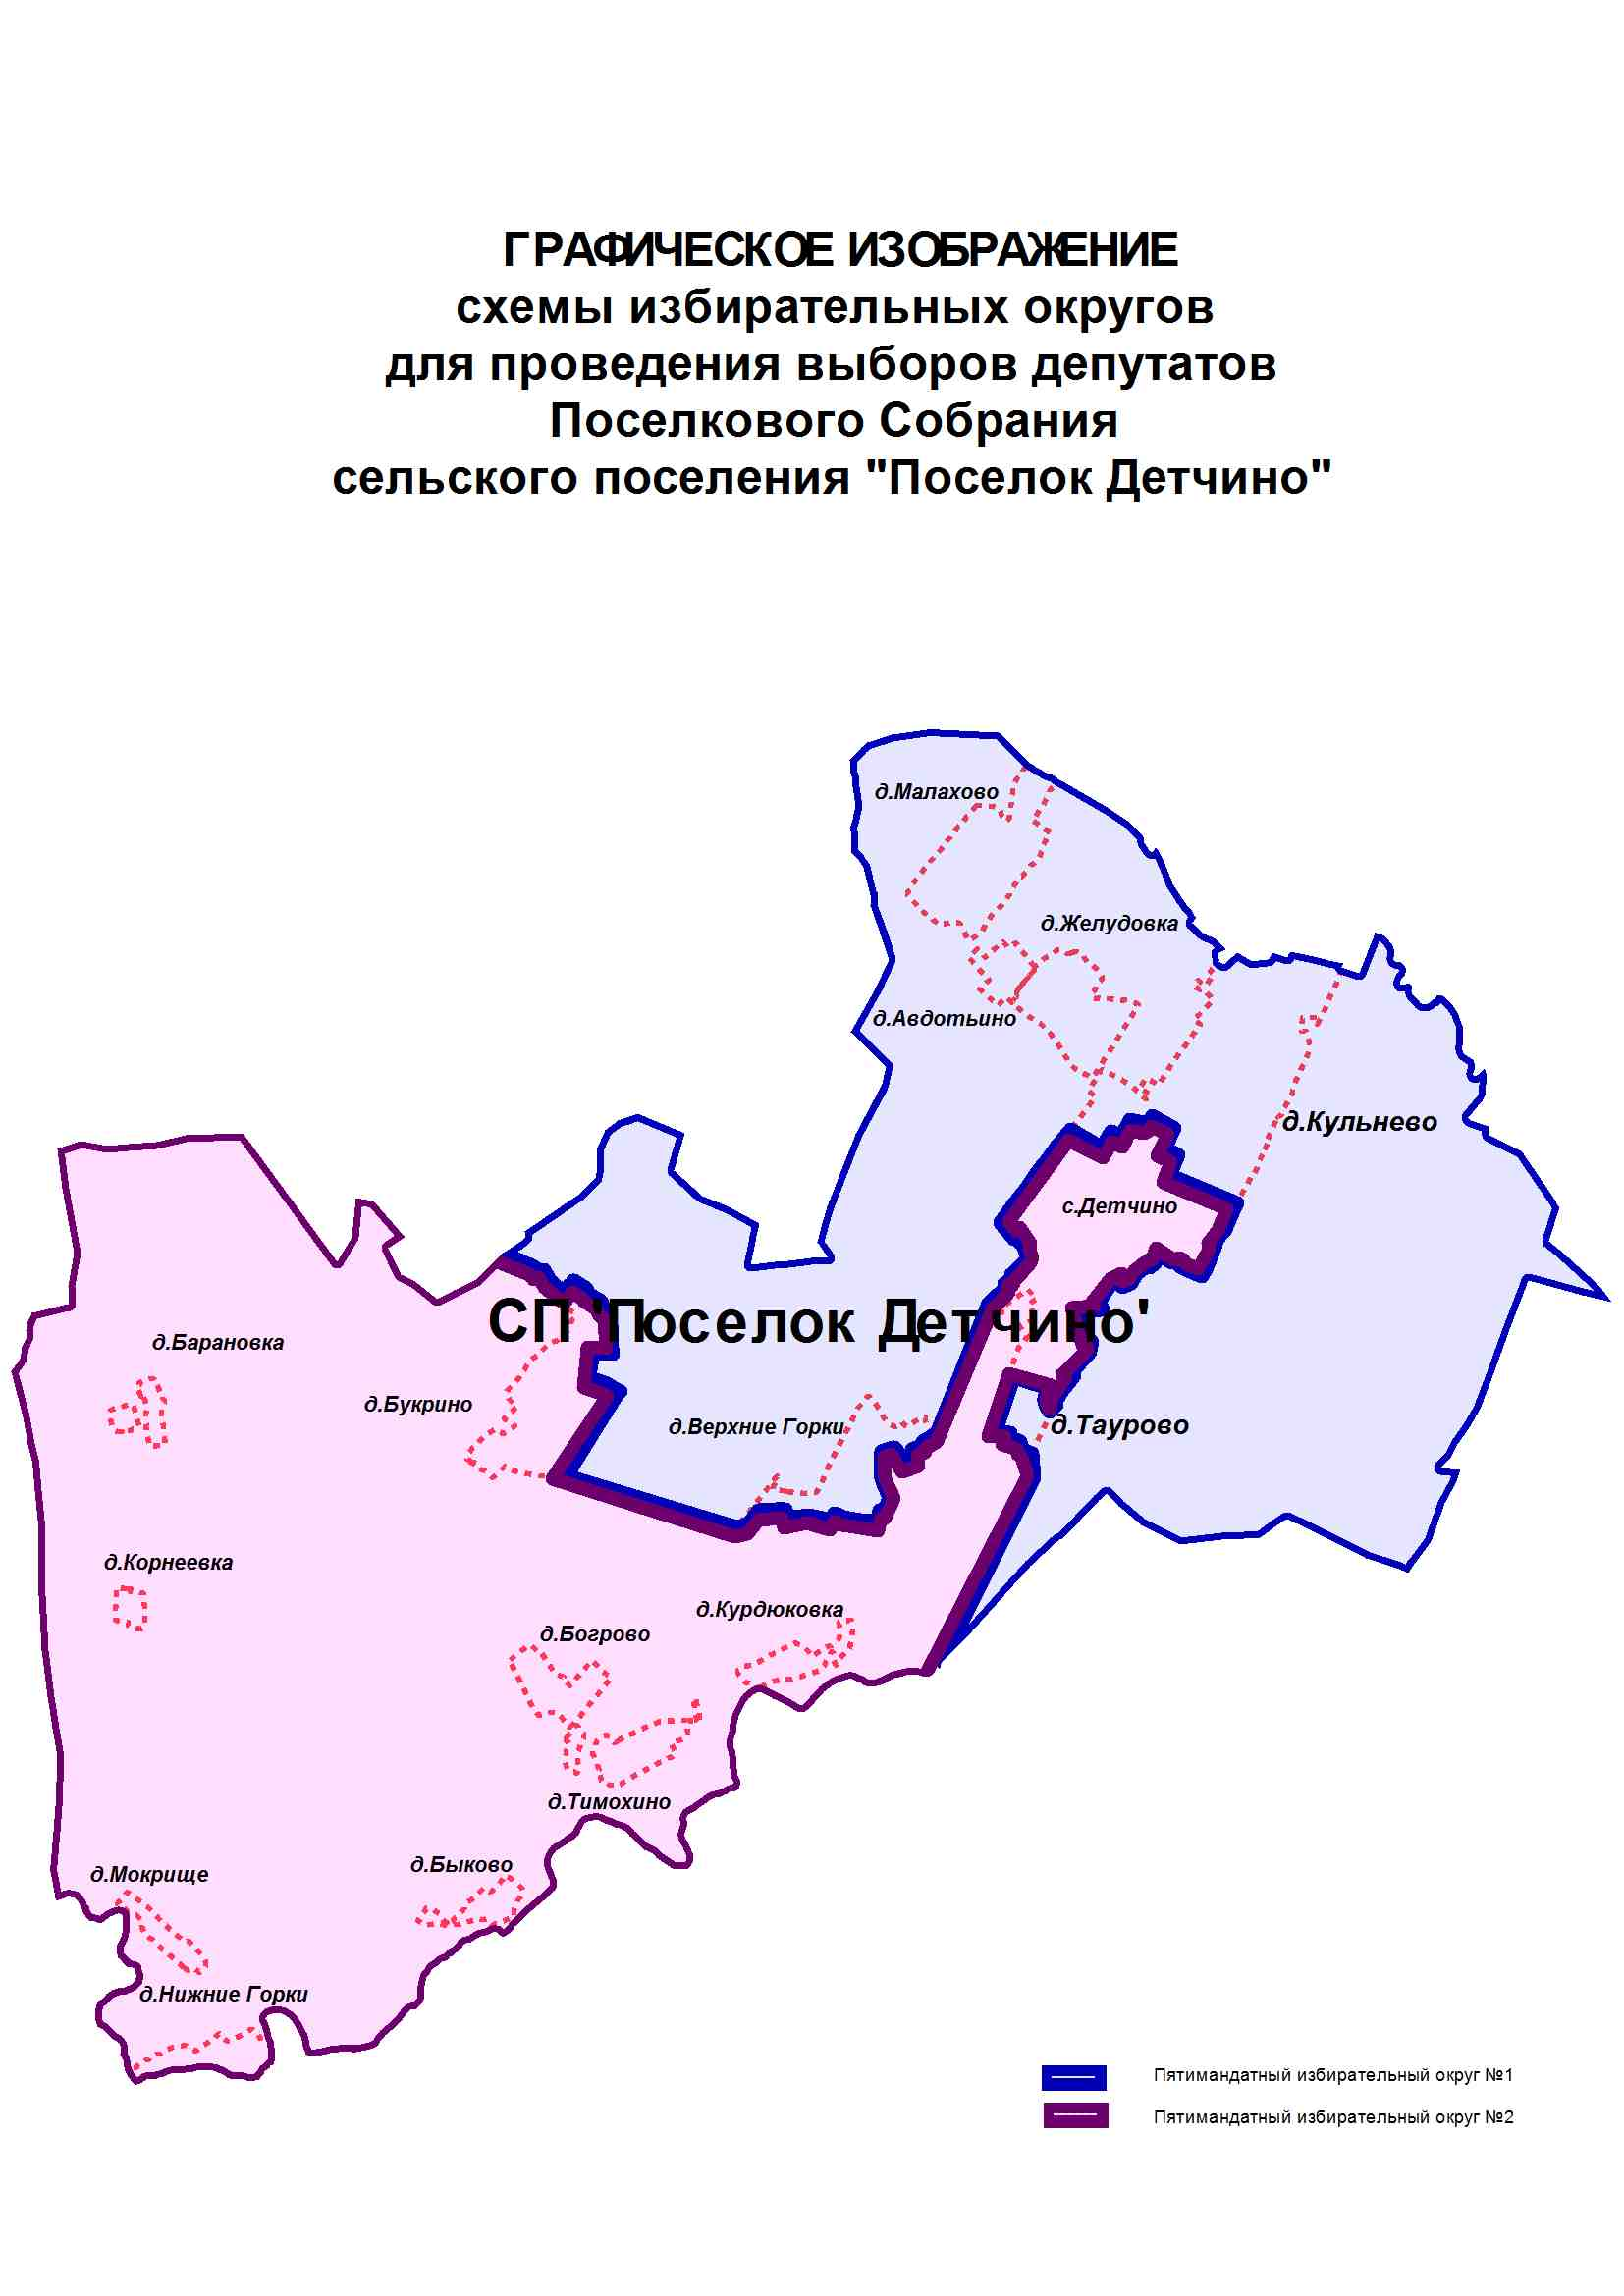 ГРАФИЧЕСКОЕ ИЗОБРАЖЕНИЕ
схемы избирательных округов
для проведения выборов депутатов
Поселкового Собрания
сельского поселения "Поселок Детчино"
д.Малахово
д.Желудовка
д.Авдотьино
д.Кульнево
с.Детчино
СП 'Поселок Детчино'
д.Барановка
д.Букрино
д.Верхние Горки
д.Таурово
д.Корнеевка
д.Курдюковка
д.Богрово
д.Тимохино
д.Быково
д.Мокрище
д.Нижние Горки
Пятимандатный избирательный округ №1
Пятимандатный избирательный округ №2